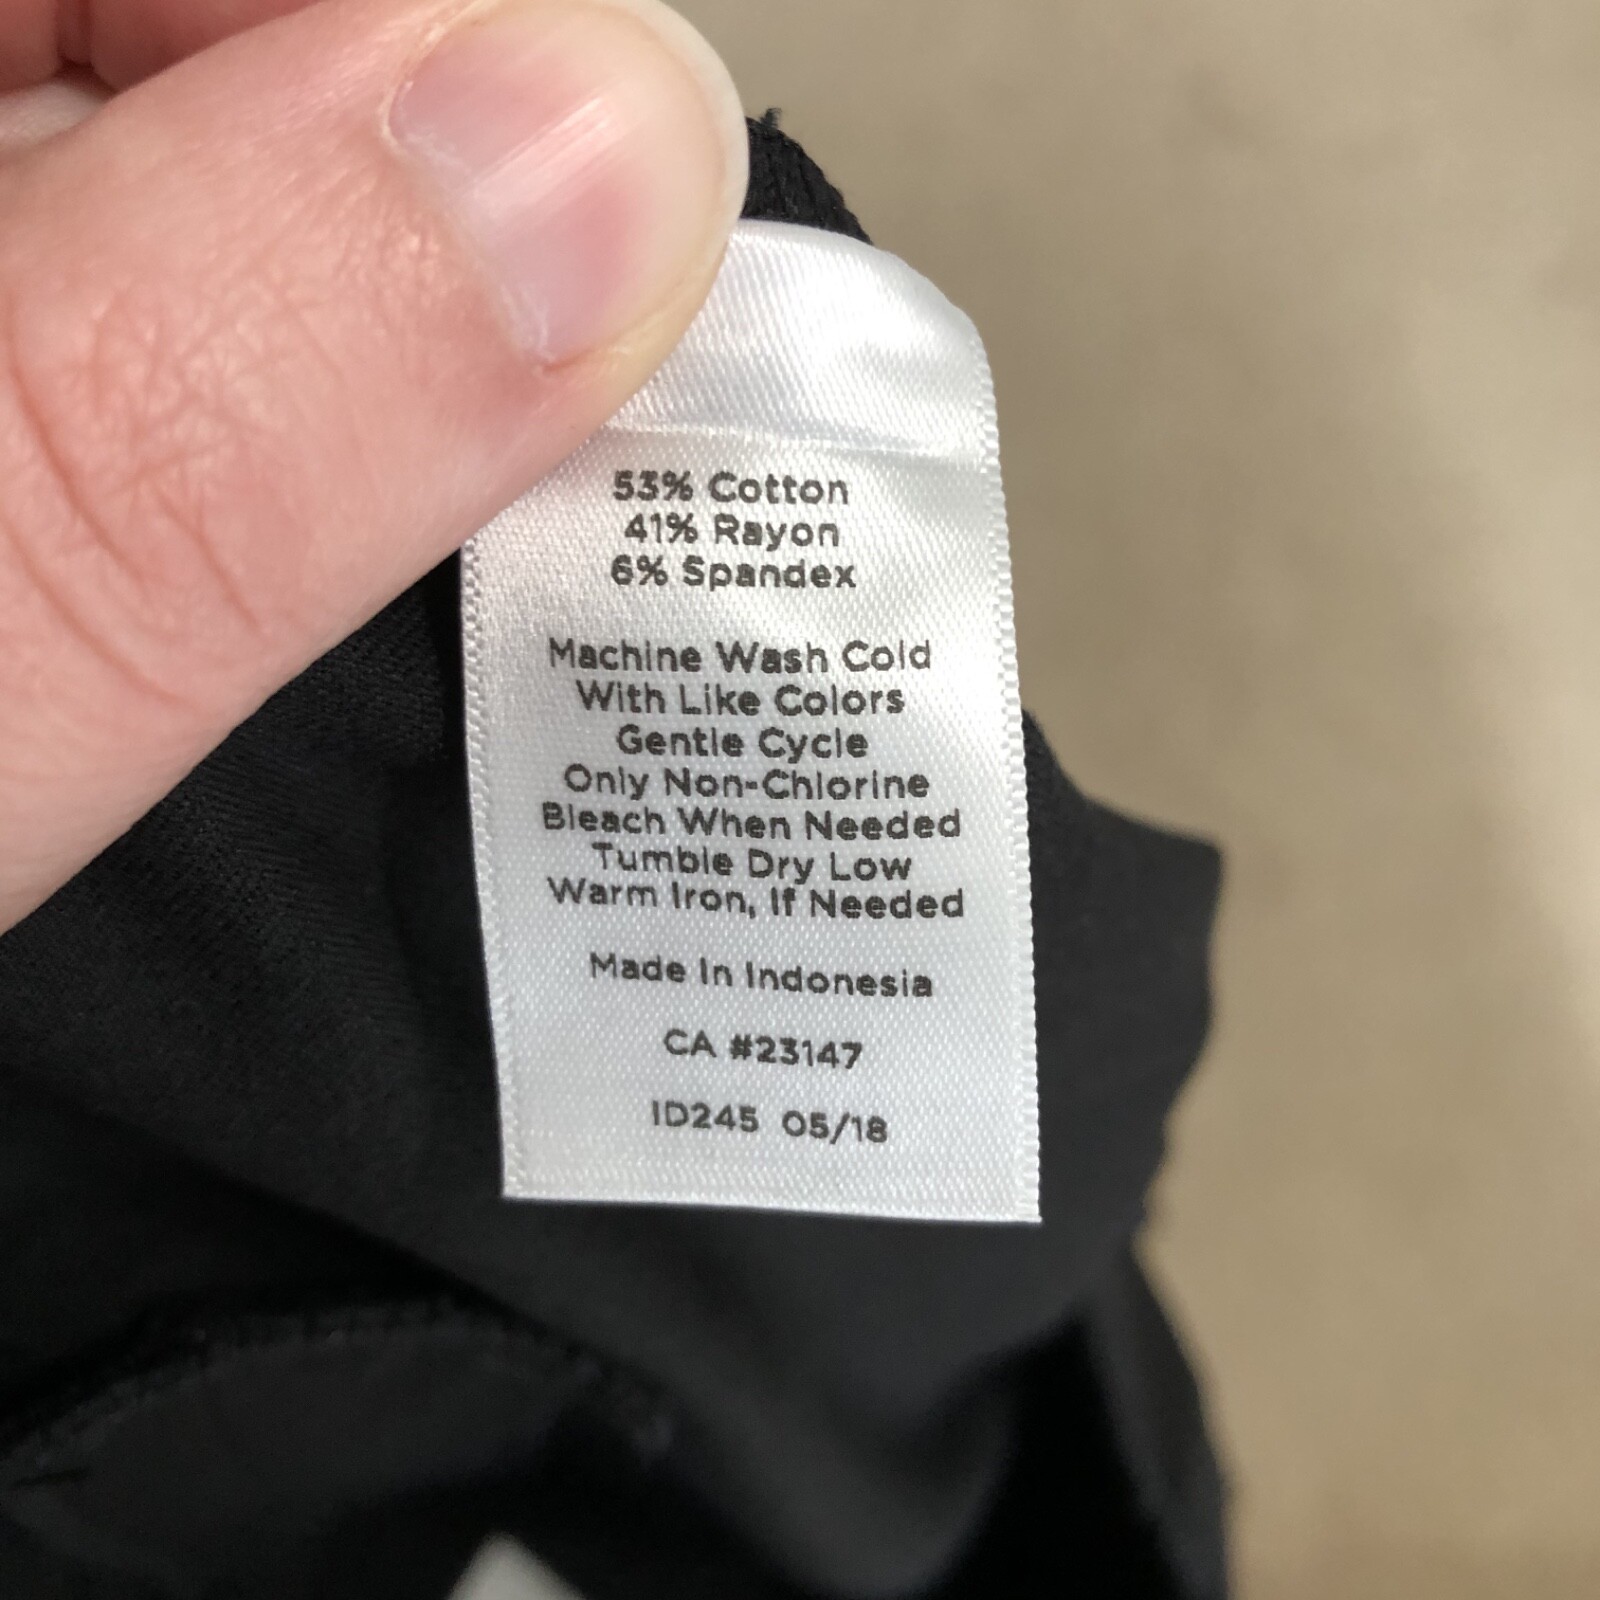 53% Cotton
41% Rayon
6% Spandex
Machine Wash Cold
With Like Colors
Gentle Cycle
Only Non-Chlorine
Bleach When Needed
Tumble Dry Low
Warm Iron, If Needed
Made In Indonesia
CA #23147
ID245 05/18